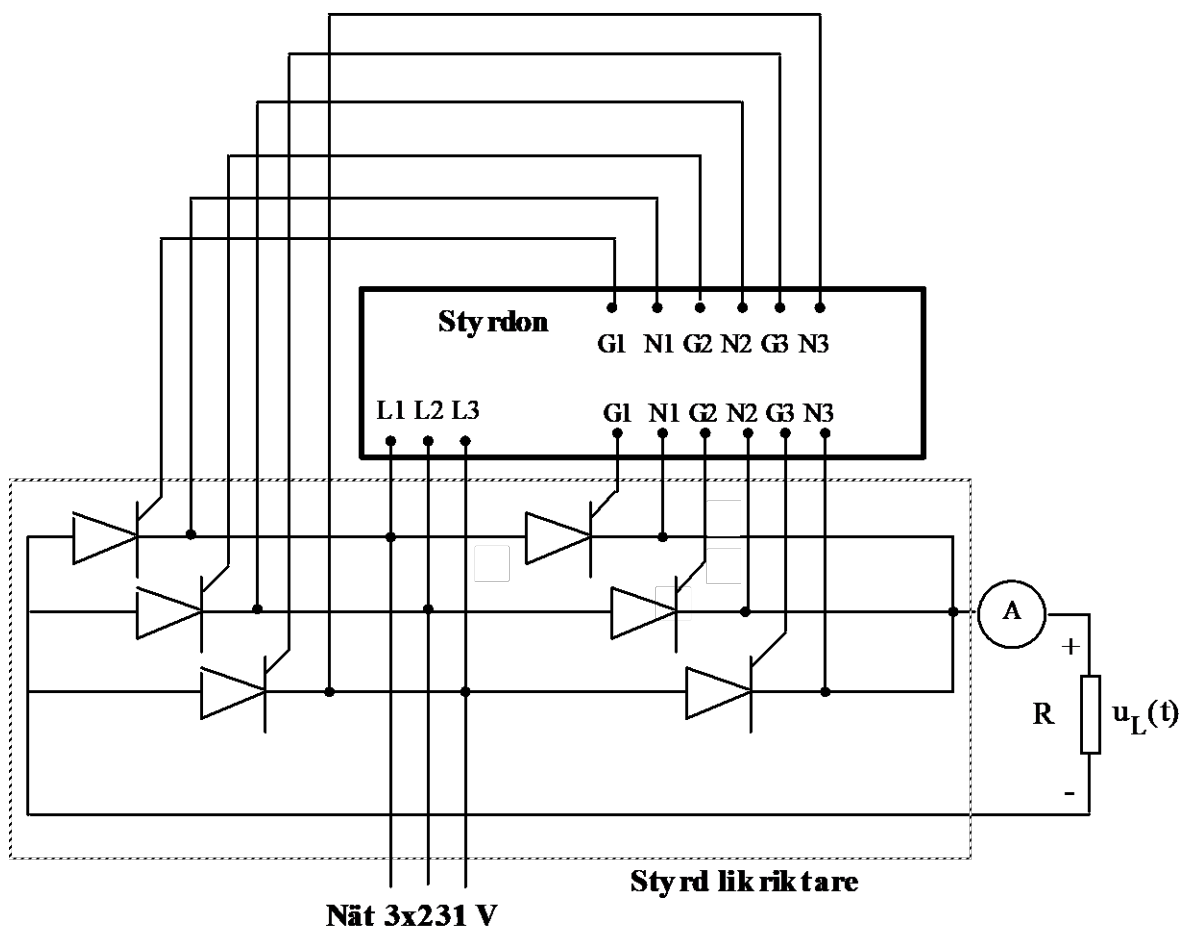 Styrdon
G1 N1 G2 N2 G3 N3
L1 L2 L3
G1 N1 G2 N2 G3 N3
A
+
R
uL(t)
-
Styrd likriktare
Nät 3x231 V